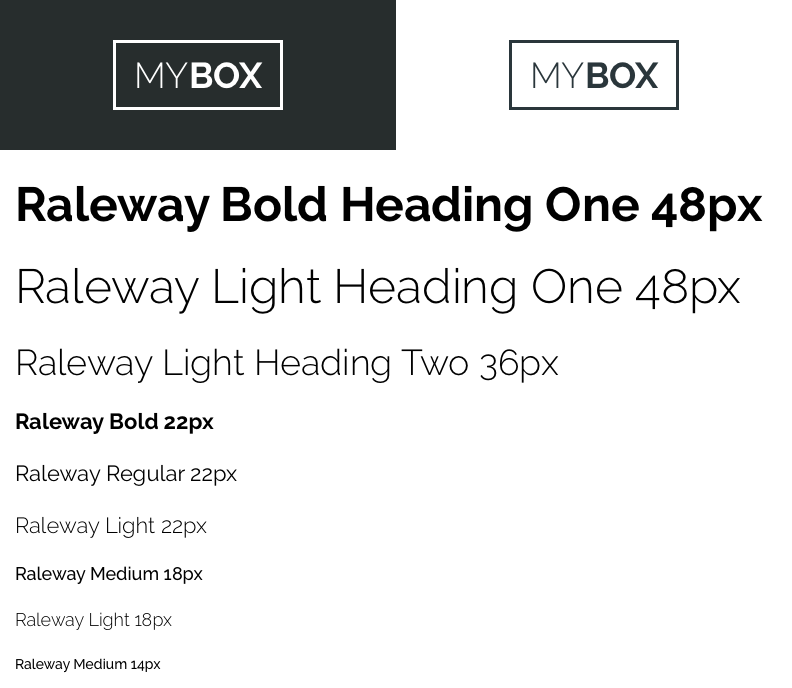 MYBOX MYBOX
Raleway Bold Heading One 48px
Raleway Light Heading One 48px
Raleway Light Heading Two 36px
Raleway Bold 22px
Raleway Regular 22px
Raleway Light 22px
Raleway Medium 18px
Raleway Light 18px
Raleway Medium 14px